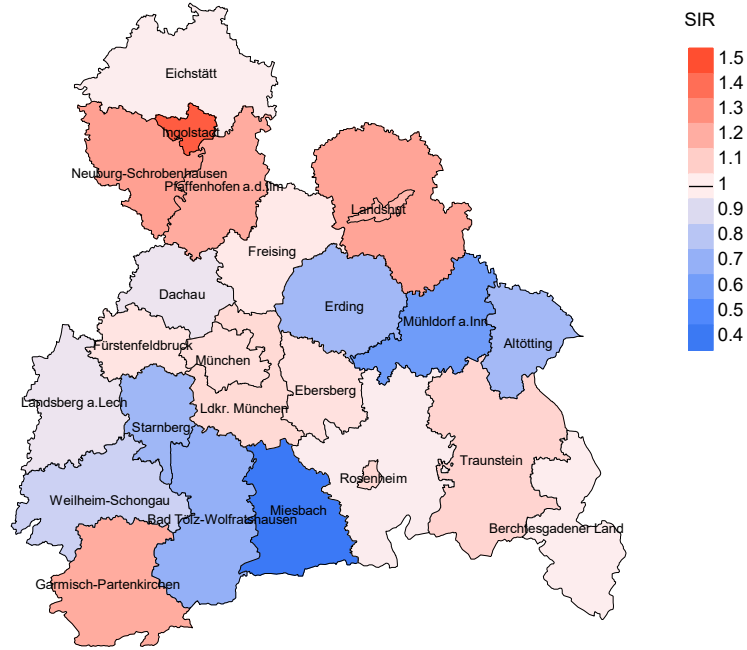 SIR
1.5
1.4
1.3
1.2
1.1
1
0.9
0.8
0.7
0.6
0.5
0.4
Eichstätt
Ingolstadt
Neuburg-Schrobenhausen
Pfaffenhofen a.d.Ilm
Landshut
Freising
Dachau
Erding
Mühldorf a.Inn
Altötting
Fürstenfeldbruck
München
Ebersberg
Landsberg a.Lech
Ldkr. München
Starnberg
Traunstein
Rosenheim
Weilheim-Schongau
Miesbach
Bad Tölz-Wolfratshausen
Berchtesgadener Land
Garmisch-Partenkirchen